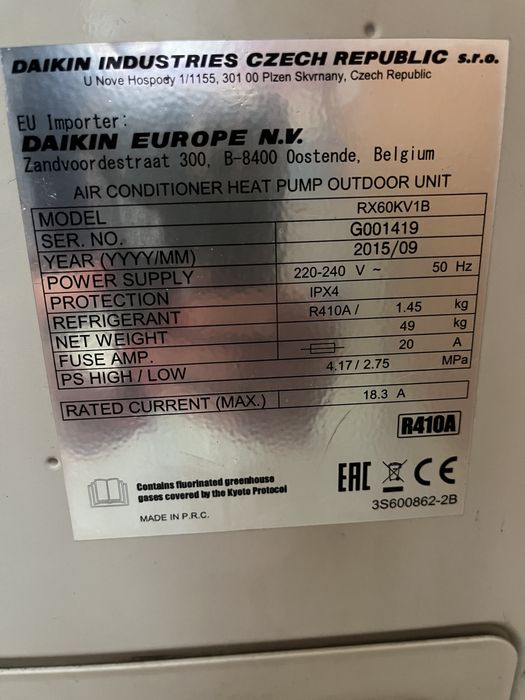 DAIKIN INDUSTRIES CZECH REPUBLIC s.r.o.
U Nove Hospody 1/1155, 301 00 Plzen Skvrnany, Czech Republic
EU Importer:
DAIKIN EUROPE N.V.
Zandvoordestraat 300, B-8400 Oostende, Belgium
AIR CONDITIONER HEAT PUMP OUTDOOR UNIT
MODEL RX60KV1B
SER. NO. G001419
YEAR (YYYY/MM) 2015/09
POWER SUPPLY 220-240 V ~ 50 Hz
PROTECTION IPX4
REFRIGERANT R410A / 1.45 kg
NET WEIGHT 49 kg
FUSE AMP. 20 A
PS HIGH / LOW 4.17 / 2.75 MPa
RATED CURRENT (MAX.) 18.3 A
R410A
Contains fluorinated greenhouse
gases covered by the Kyoto Protocol
EAC CE
MADE IN P.R.C.
3S600862-2B